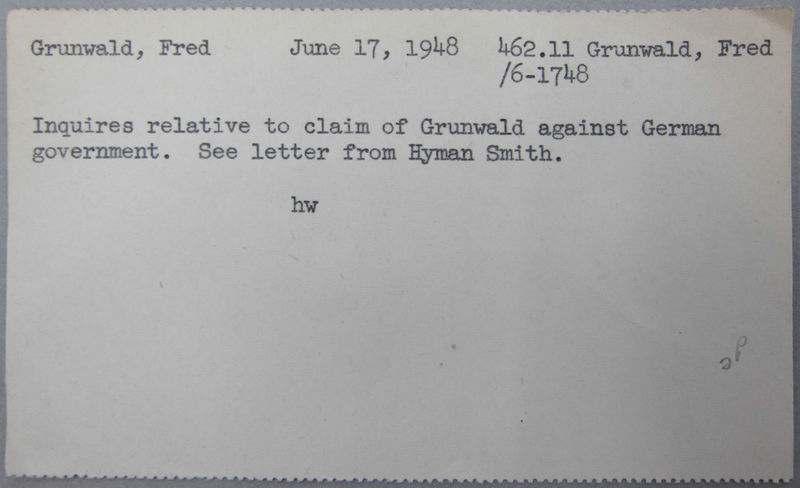 Grunwald, Fred June 17, 1948 462.11 Grunwald, Fred
/6-1748
Inquires relative to claim of Grunwald against German
government. See letter from Hyman Smith.
hw